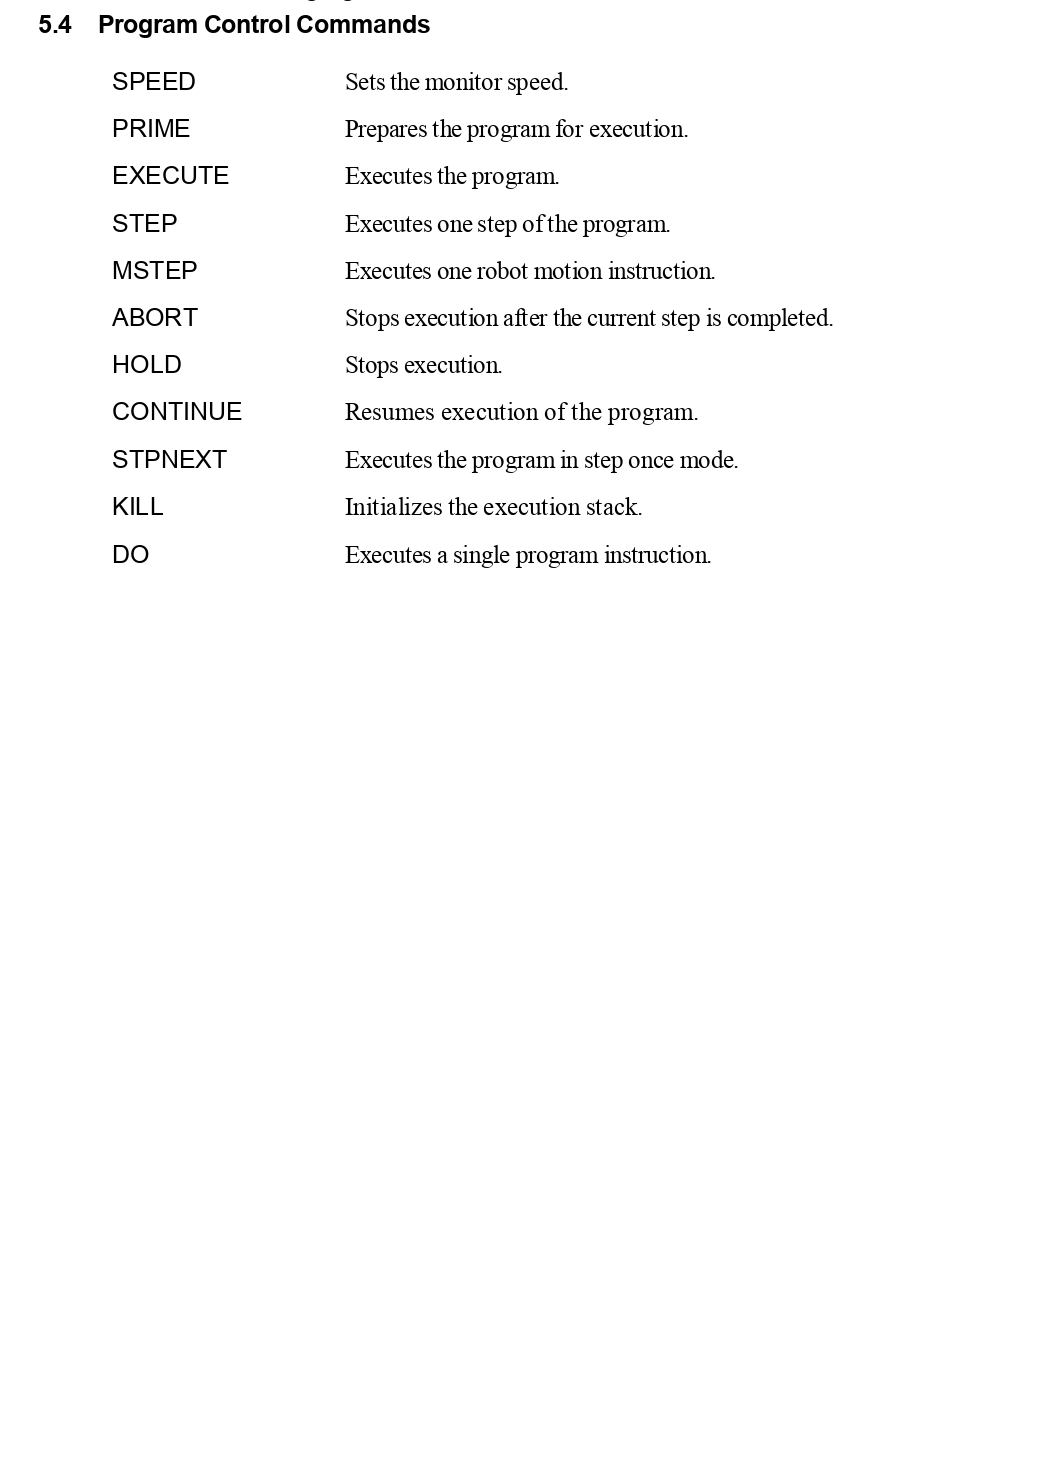 5.4 Program Control Commands
SPEED Sets the monitor speed.
PRIME Prepares the program for execution.
EXECUTE Executes the program.
STEP Executes one step of the program.
MSTEP Executes one robot motion instruction.
ABORT Stops execution after the current step is completed.
HOLD Stops execution.
CONTINUE Resumes execution of the program.
STPNEXT Executes the program in step once mode.
KILL Initializes the execution stack.
DO Executes a single program instruction.